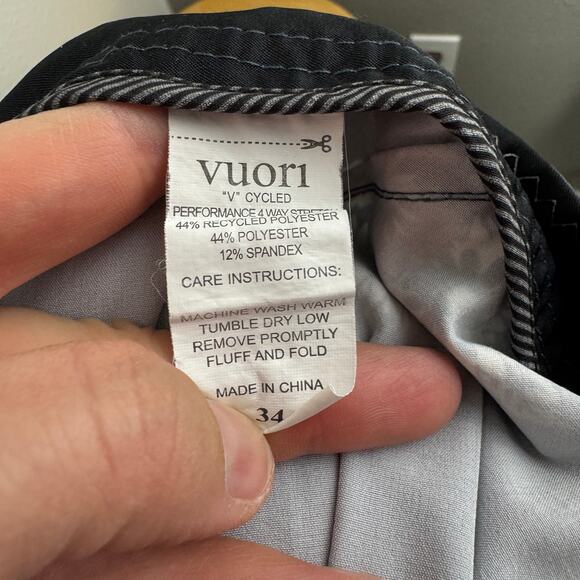 vuori
"V" CYCLED
PERFORMANCE 4 WAY STRETCH
44% RECYCLED POLYESTER
44% POLYESTER
12% SPANDEX
CARE INSTRUCTIONS:
MACHINE WASH WARM
TUMBLE DRY LOW
REMOVE PROMPTLY
FLUFF AND FOLD
MADE IN CHINA
34